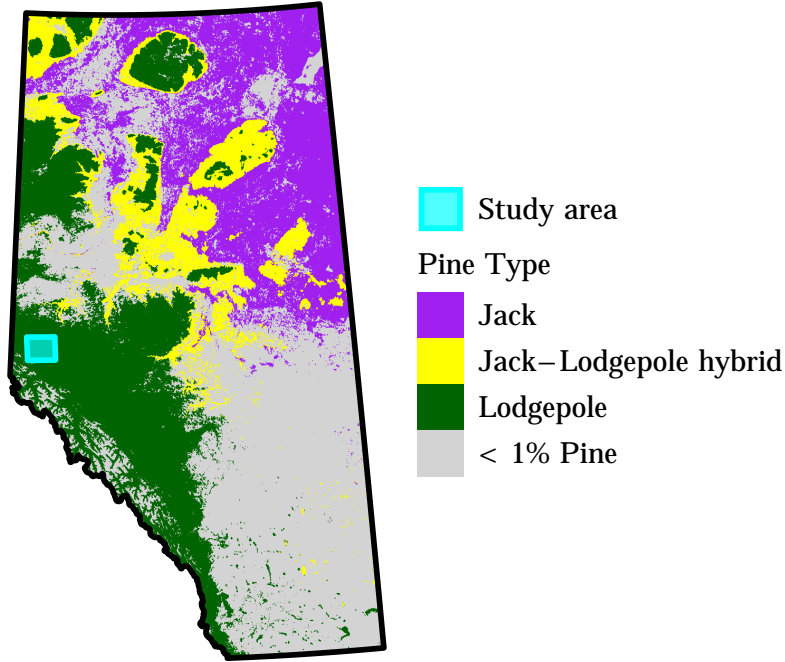 Study area
Pine Type
Jack
Jack–Lodgepole hybrid
Lodgepole
< 1% Pine